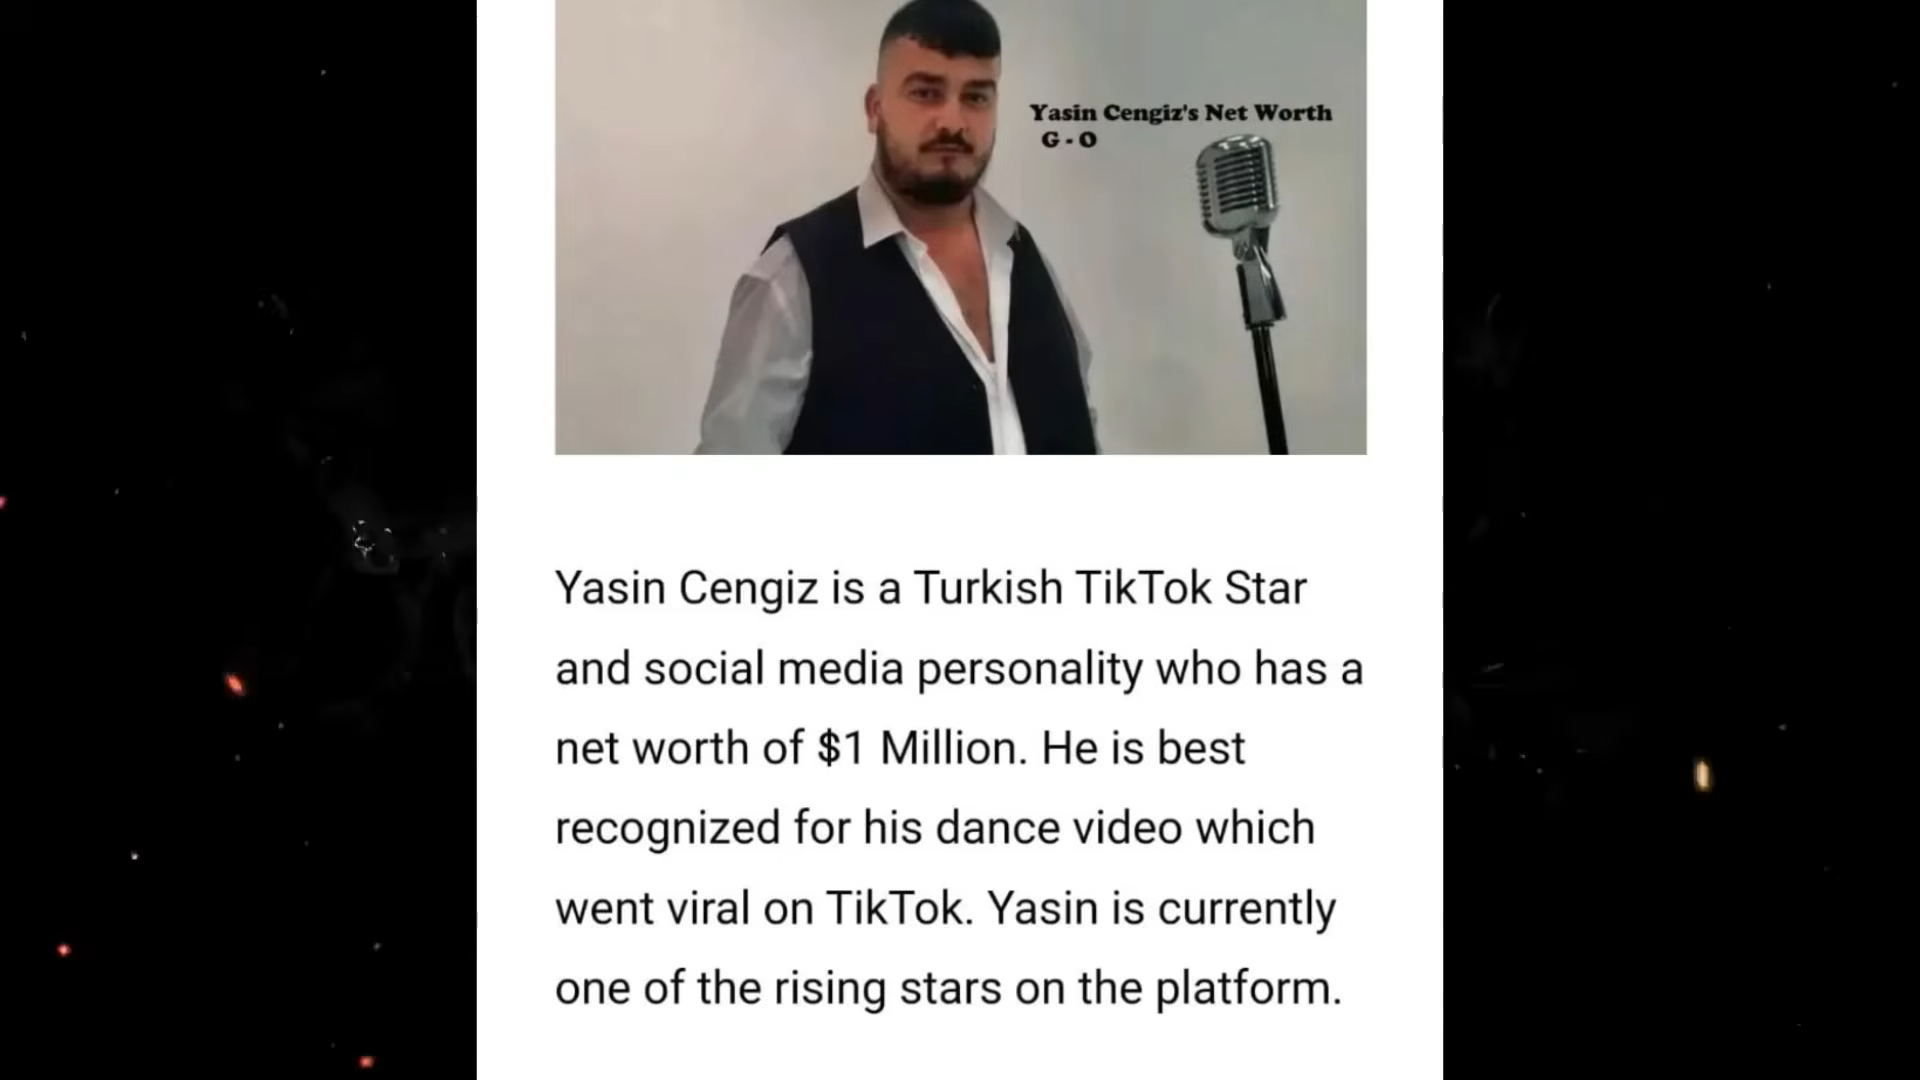 Yasin Cengiz's Net Worth
G - O
Yasin Cengiz is a Turkish TikTok Star
and social media personality who has a
net worth of $1 Million. He is best
recognized for his dance video which
went viral on TikTok. Yasin is currently
one of the rising stars on the platform.